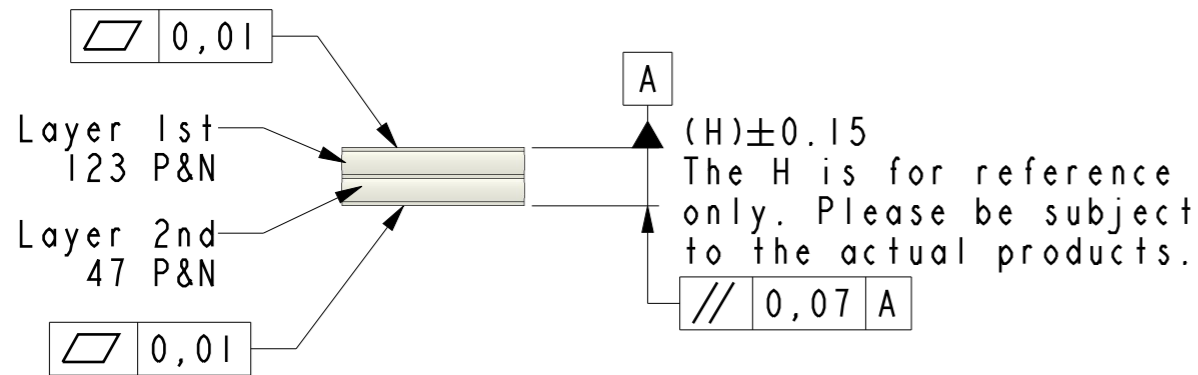 0,01
A
Layer 1st
123 P&N
(H)±0.15
The H is for reference
only. Please be subject
to the actual products.
Layer 2nd
47 P&N
// 0,07 A
0,01